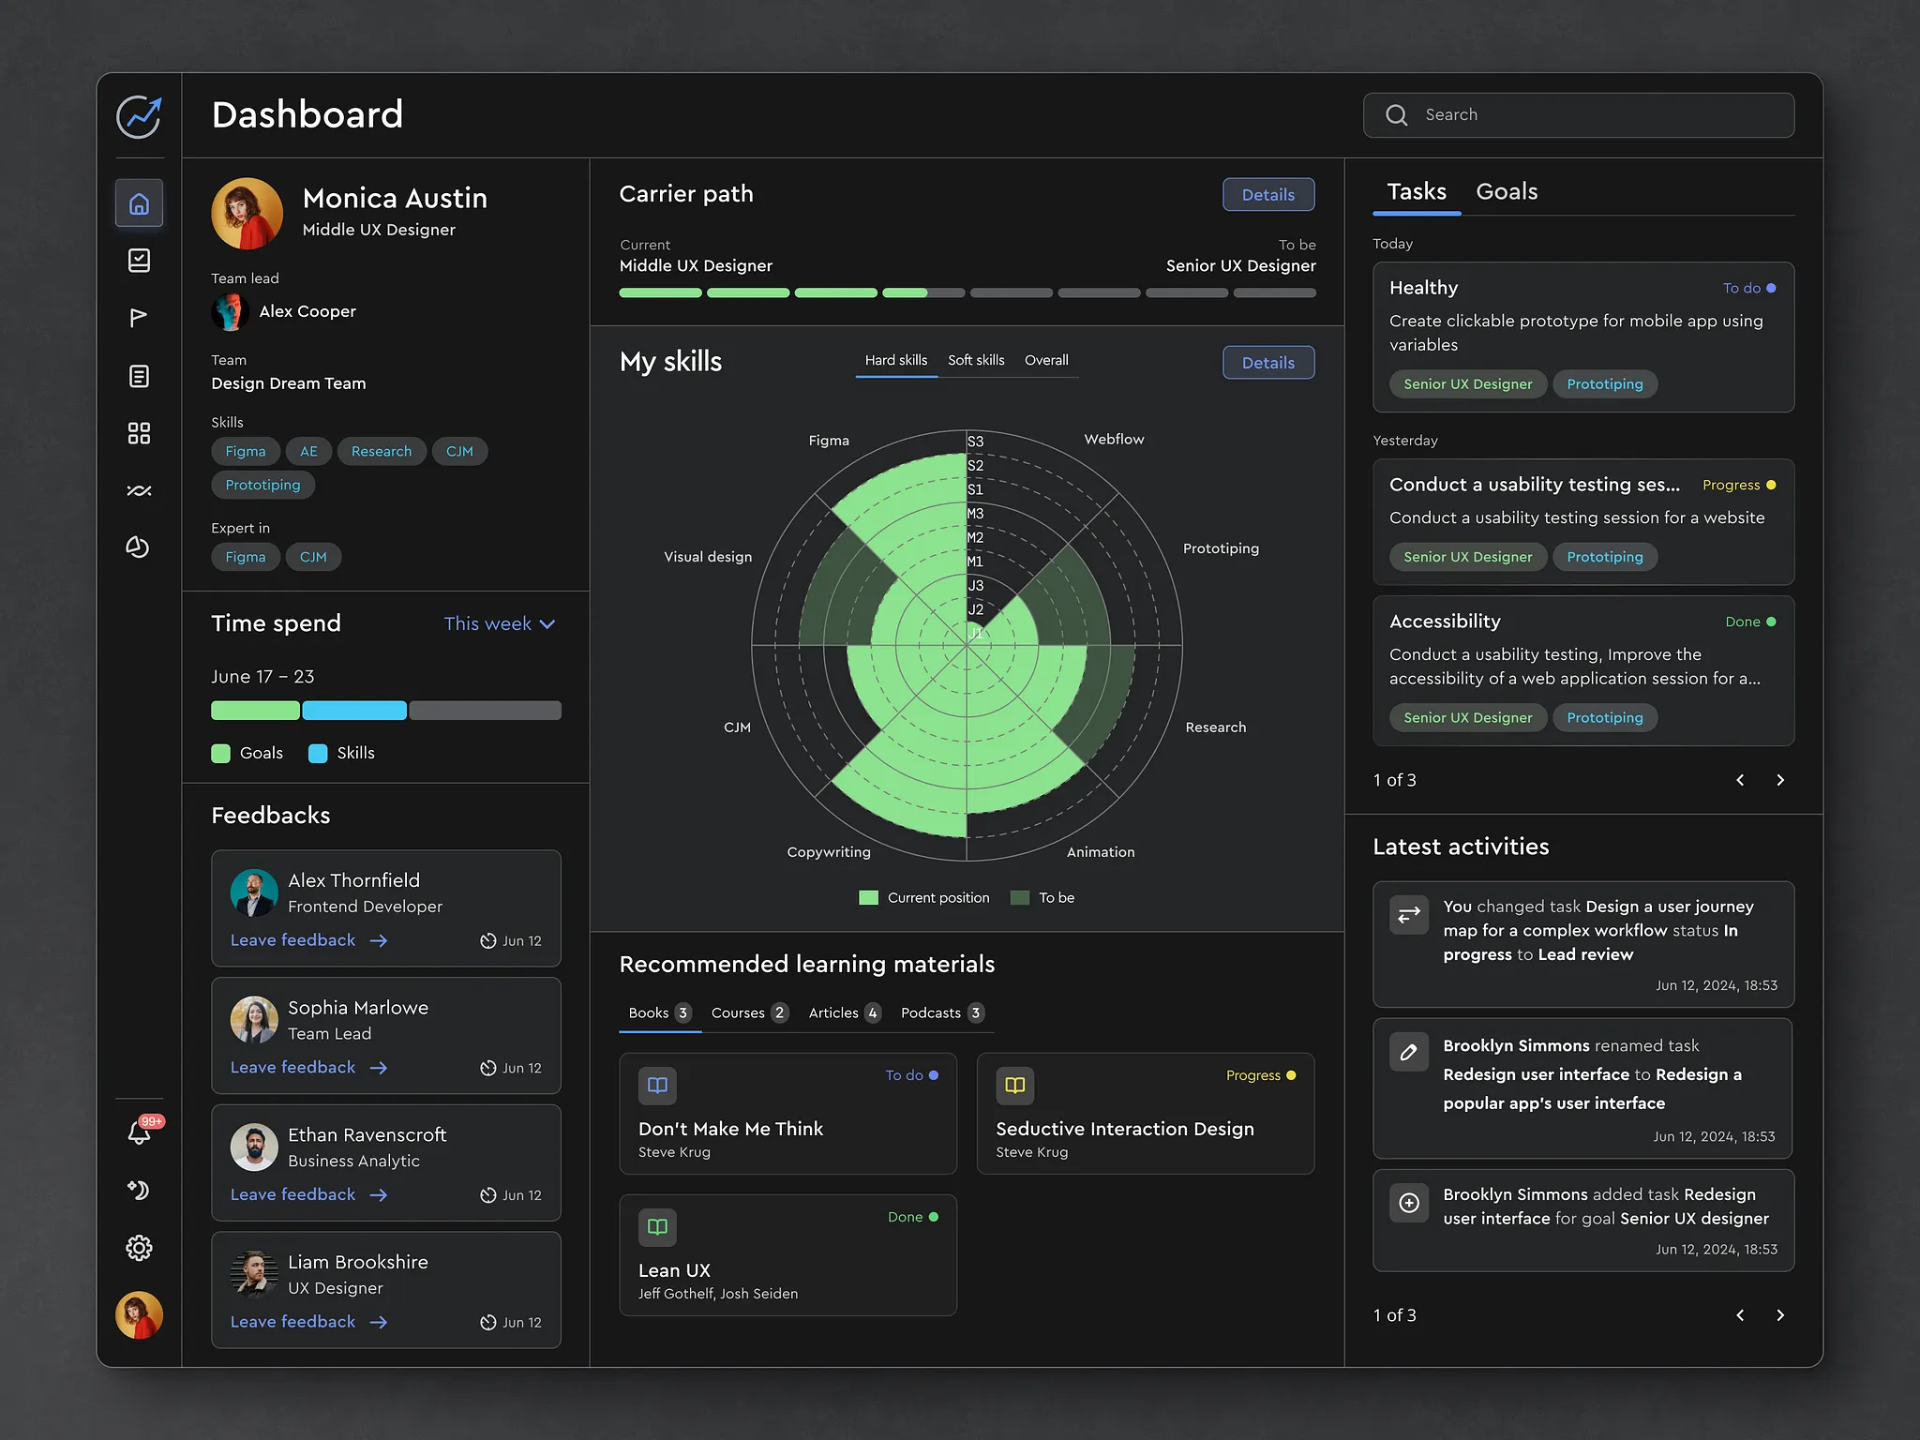 Dashboard
Search
Monica Austin
Middle UX Designer
Team lead
Alex Cooper
Team
Design Dream Team
Skills
Figma
AE
Research
CJM
Prototiping
Expert in
Figma
CJM
Time spend
This week
June 17 – 23
Goals
Skills
Feedbacks
Alex Thornfield
Frontend Developer
Leave feedback
Jun 12
Sophia Marlowe
Team Lead
Leave feedback
Jun 12
Ethan Ravenscroft
Business Analytic
Leave feedback
Jun 12
Liam Brookshire
UX Designer
Leave feedback
Jun 12
99+
Carrier path
Details
Current
To be
Middle UX Designer
Senior UX Designer
My skills
Hard skills
Soft skills
Overall
Details
Figma
Webflow
Prototiping
Research
Animation
Copywriting
CJM
Visual design
S3
S2
S1
M3
M2
M1
J3
J2
J1
Current position
To be
Recommended learning materials
Books 3
Courses 2
Articles 4
Podcasts 3
To do
Don't Make Me Think
Steve Krug
Progress
Seductive Interaction Design
Steve Krug
Done
Lean UX
Jeff Gothelf, Josh Seiden
Tasks
Goals
Today
Healthy
To do
Create clickable prototype for mobile app using
variables
Senior UX Designer
Prototiping
Yesterday
Conduct a usability testing ses...
Progress
Conduct a usability testing session for a website
Senior UX Designer
Prototiping
Accessibility
Done
Conduct a usability testing, Improve the
accessibility of a web application session for a...
Senior UX Designer
Prototiping
1 of 3
Latest activities
You changed task Design a user journey
map for a complex workflow status In
progress to Lead review
Jun 12, 2024, 18:53
Brooklyn Simmons renamed task
Redesign user interface to Redesign a
popular app's user interface
Jun 12, 2024, 18:53
Brooklyn Simmons added task Redesign
user interface for goal Senior UX designer
Jun 12, 2024, 18:53
1 of 3